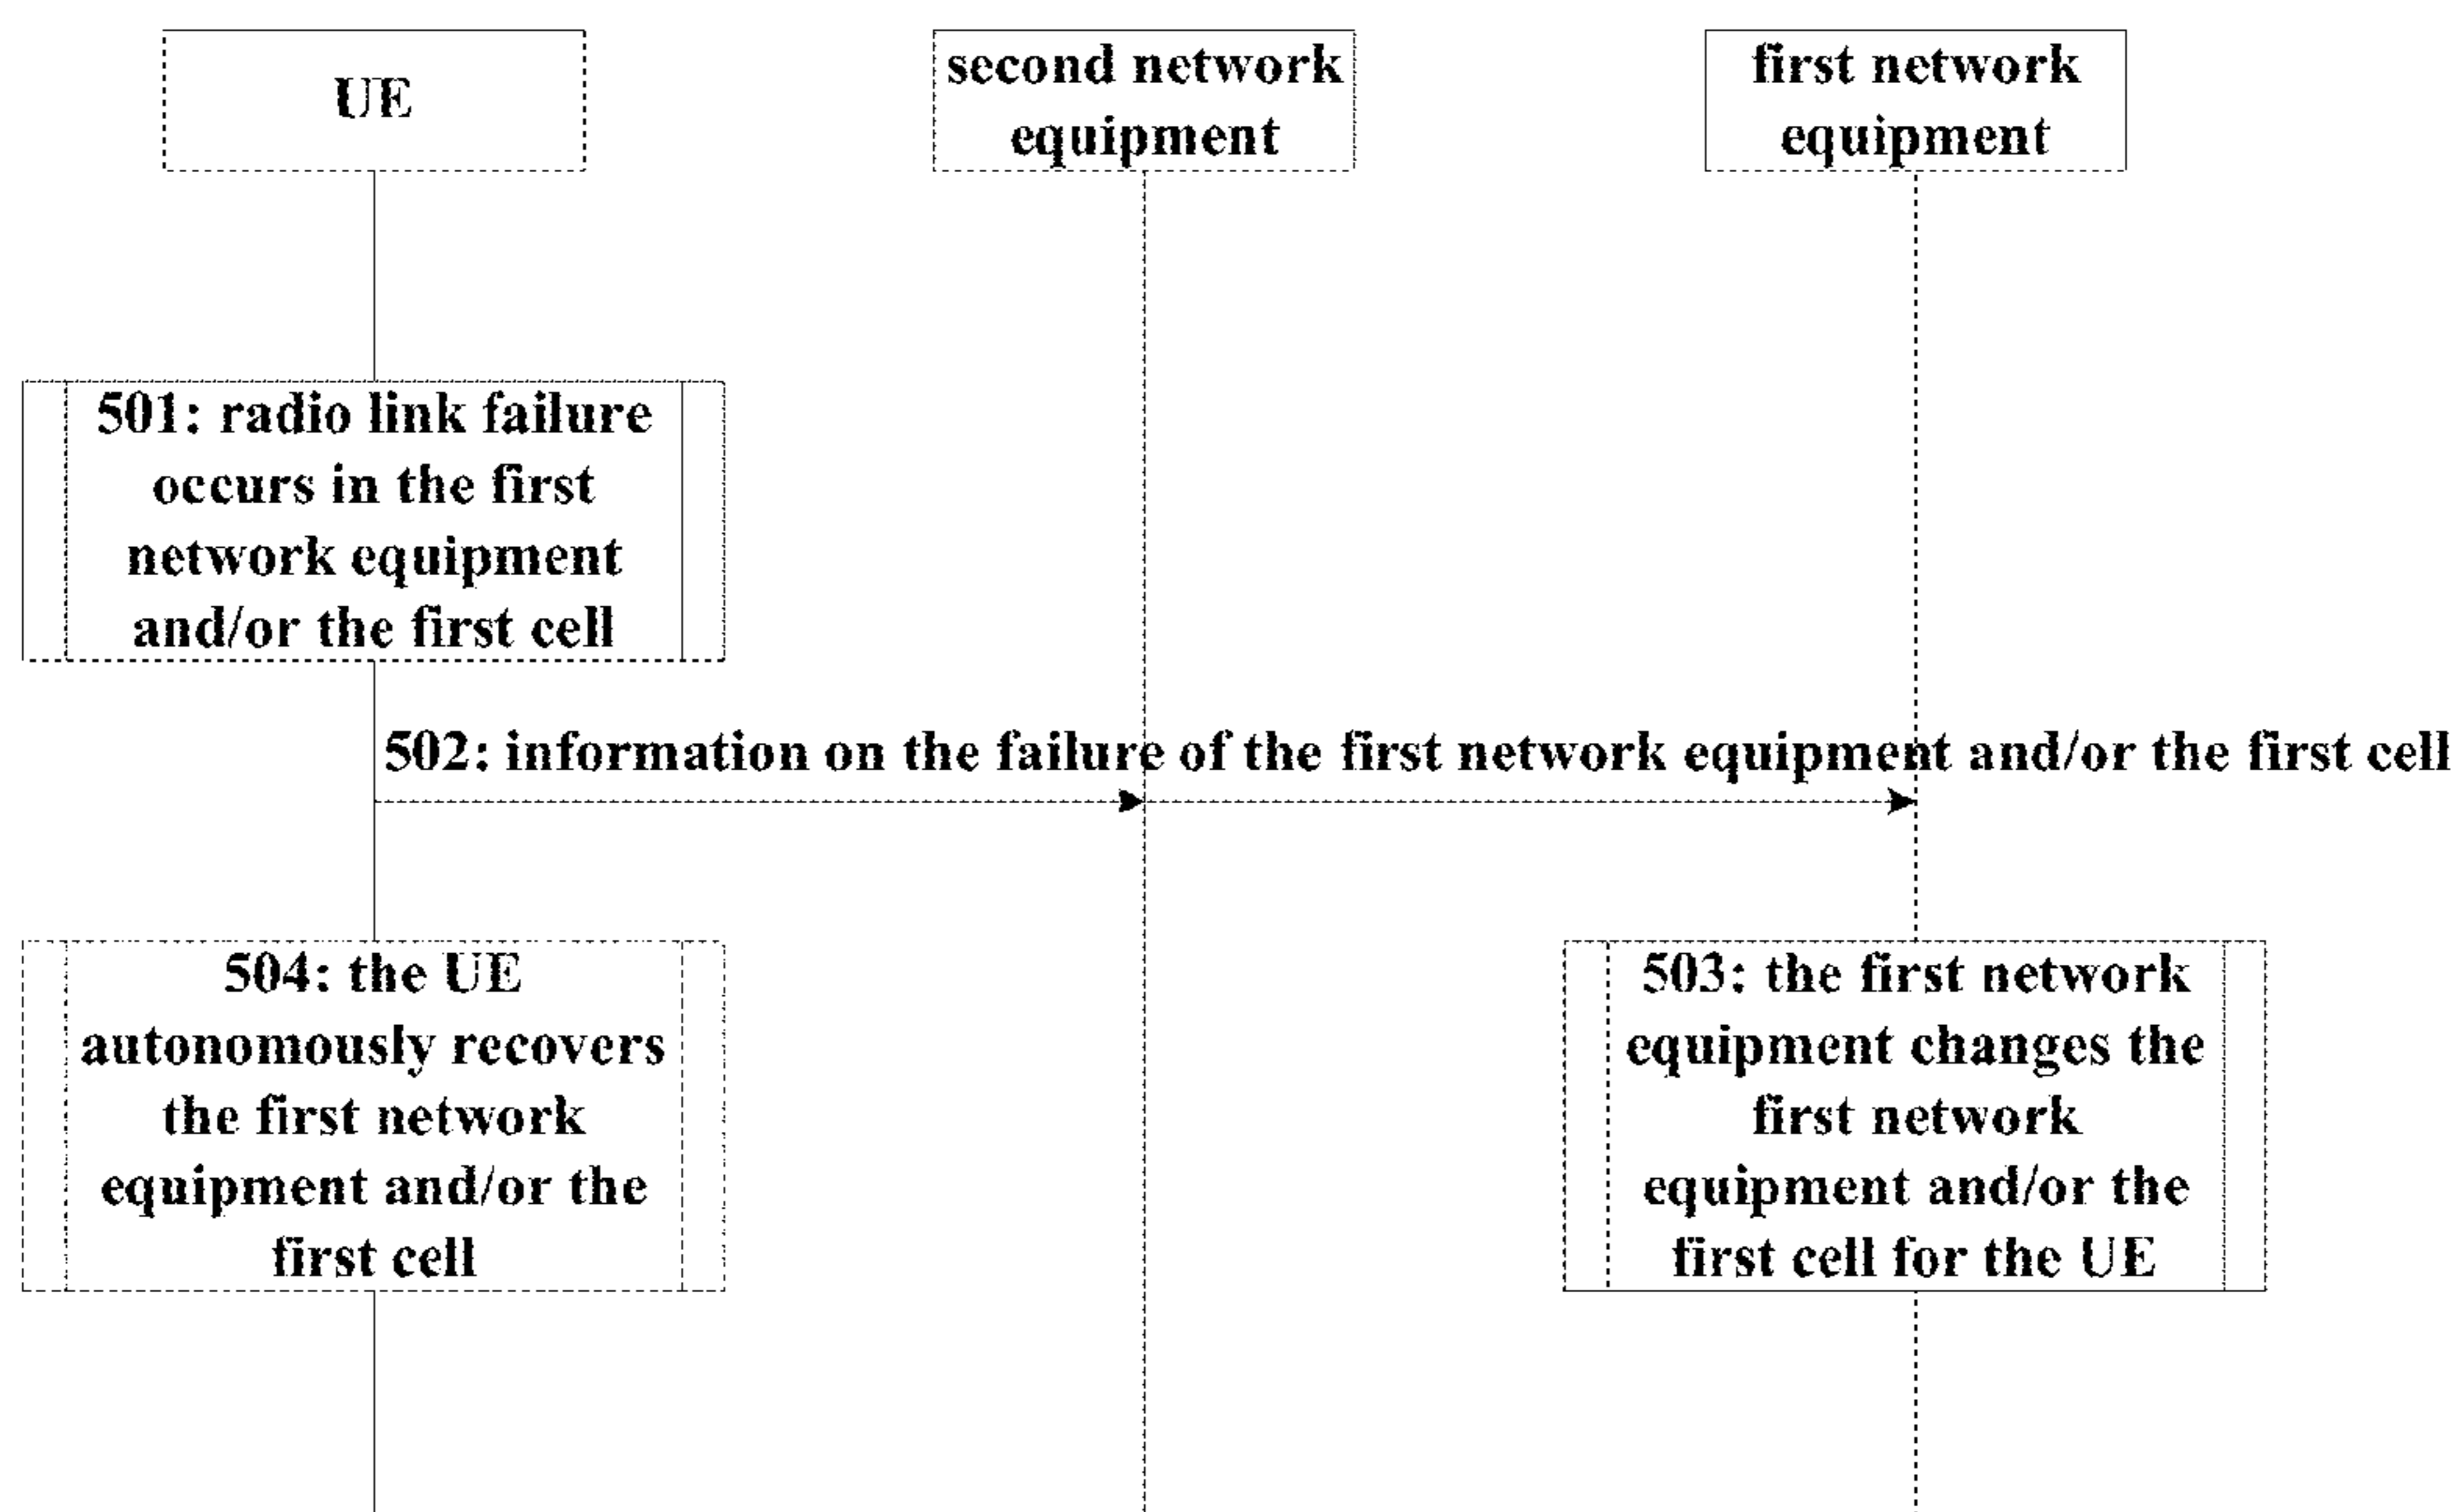 UE
second network
equipment
first network
equipment
501: radio link failure
occurs in the first
network equipment
and/or the first cell
502: information on the failure of the first network equipment and/or the first cell
504: the UE
autonomously recovers
the first network
equipment and/or the
first cell
503: the first network
equipment changes the
first network
equipment and/or the
first cell for the UE